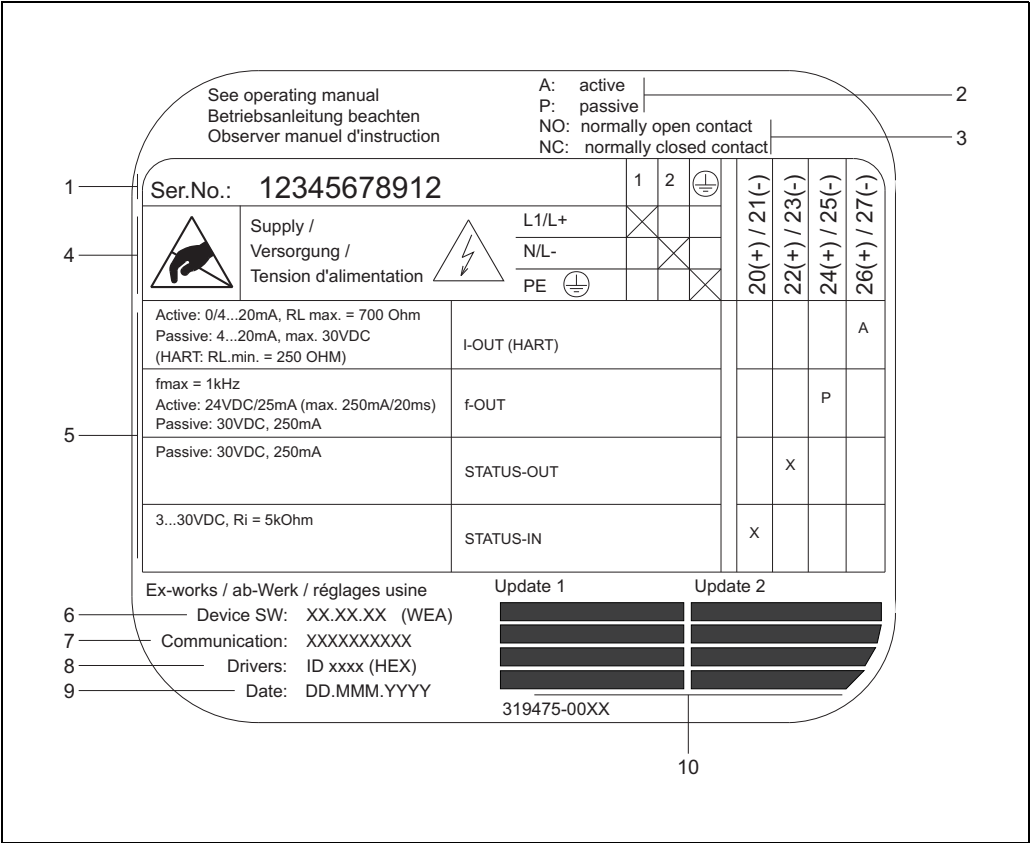 See operating manual
Betriebsanleitung beachten
Observer manuel d'instruction
A: active
P: passive
NO: normally open contact
NC: normally closed contact
2
3
1
Ser.No.: 12345678912
1 2
20(+) / 21(-)
22(+) / 23(-)
24(+) / 25(-)
26(+) / 27(-)
4
Supply /
Versorgung /
Tension d'alimentation
L1/L+
N/L-
PE
5
Active: 0/4...20mA, RL max. = 700 Ohm
Passive: 4...20mA, max. 30VDC
(HART: RL.min. = 250 OHM)
I-OUT (HART)
A
fmax = 1kHz
Active: 24VDC/25mA (max. 250mA/20ms)
Passive: 30VDC, 250mA
f-OUT
P
Passive: 30VDC, 250mA
STATUS-OUT
X
3...30VDC, Ri = 5kOhm
STATUS-IN
X
Ex-works / ab-Werk / réglages usine
Update 1
Update 2
6
Device SW: XX.XX.XX (WEA)
7
Communication: XXXXXXXXXX
8
Drivers: ID xxxx (HEX)
9
Date: DD.MMM.YYYY
319475-00XX
10